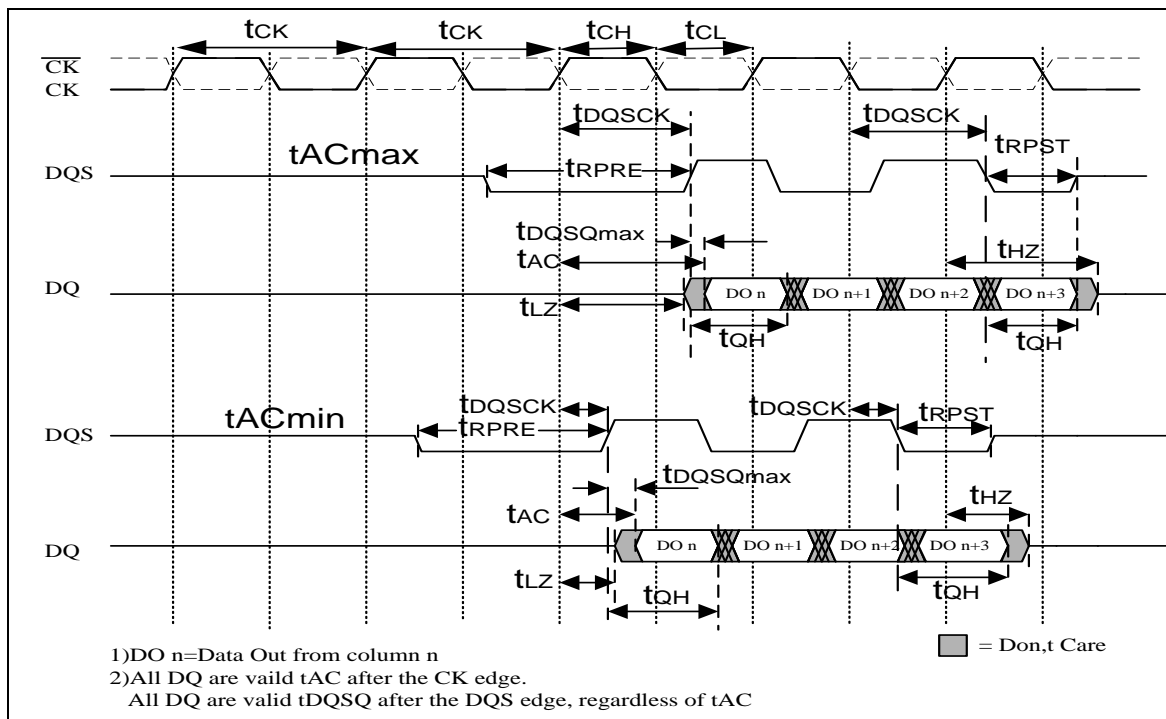 tCK tCK tCH tCL
CK
CK
tDQSCK tDQSCK
tACmax tRPST
DQS tRPRE
tDQSQmax
tAC tHZ
DQ DO n DO n+1 DO n+2 DO n+3
tLZ
tQH tQH
tDQSCK tDQSCK
tACmin tRPST
DQS tRPRE
tDQSQmax
tAC tHZ
DQ DO n DO n+1 DO n+2 DO n+3
tLZ
tQH tQH
1)DO n=Data Out from column n
= Don,t Care
2)All DQ are vaild tAC after the CK edge.
All DQ are valid tDQSQ after the DQS edge, regardless of tAC